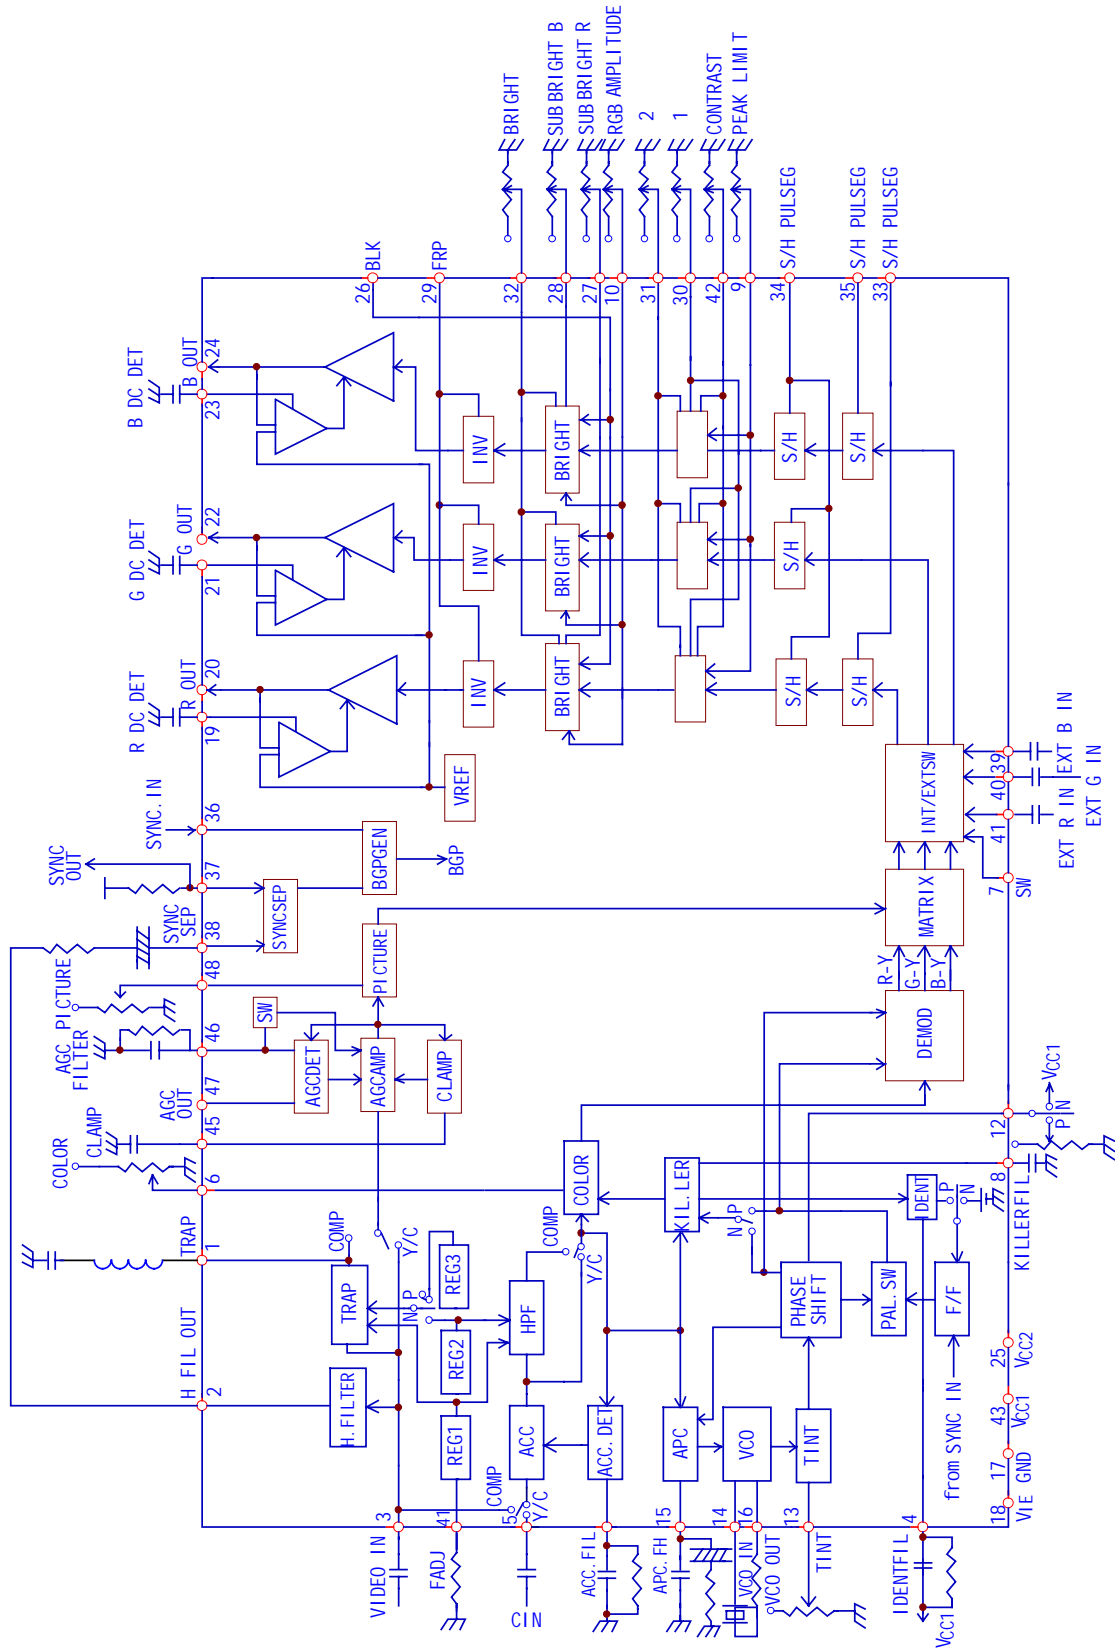 BRIGHT
SUB BRIGHT B
SUB BRIGHT R
RGB AMPLITUDE
2
1
CONTRAST
PEAK LIMIT
S/H PULSEG
S/H PULSEG
S/H PULSEG
BLK
FRP
26
29
32
28
27
10
31
30
42
9
34
35
33
B DC DET
B OUT
23
24
G DC DET
G OUT
21
22
R DC DET
R OUT
19
20
INV
BRIGHT
S/H
S/H
INV
BRIGHT
S/H
INV
BRIGHT
S/H
S/H
VREF
SYNC.IN
36
SYNC OUT
37
SYNC SEP
38
BGPGEN
BGP
SYNCSEP
PICTURE
48
PICTURE
AGC FILTER
46
SW
AGC OUT
47
AGCDET
AGCAMP
CLAMP
CLAMP
45
COLOR
6
TRAP
1
H FIL OUT
2
INT/EXTSW
39
40
41
EXT B IN
EXT G IN
EXT R IN
MATRIX
7
SW
R-Y
G-Y
B-Y
DEMOD
12
VCC1
P
N
8
KILLERFIL
COLOR
KIL.LER
IDENT
P
N
N
P
COMP
Y/C
COMP
Y/C
TRAP
N
P
REG3
REG2
HPF
PHASE SHIFT
PAL.SW
F/F
25
VCC2
H.FILTER
REG1
ACC
ACC.DET
APC
VCO
TINT
from SYNC IN
43
VCC1
17
GND
18
VIE
COMP
Y/C
3
VIDEO IN
41
FADJ
5
CIN
ACC.FIL
15
APC.FH
14
VCO IN
16
VCO OUT
13
TINT
4
IDENTFIL
VCC1